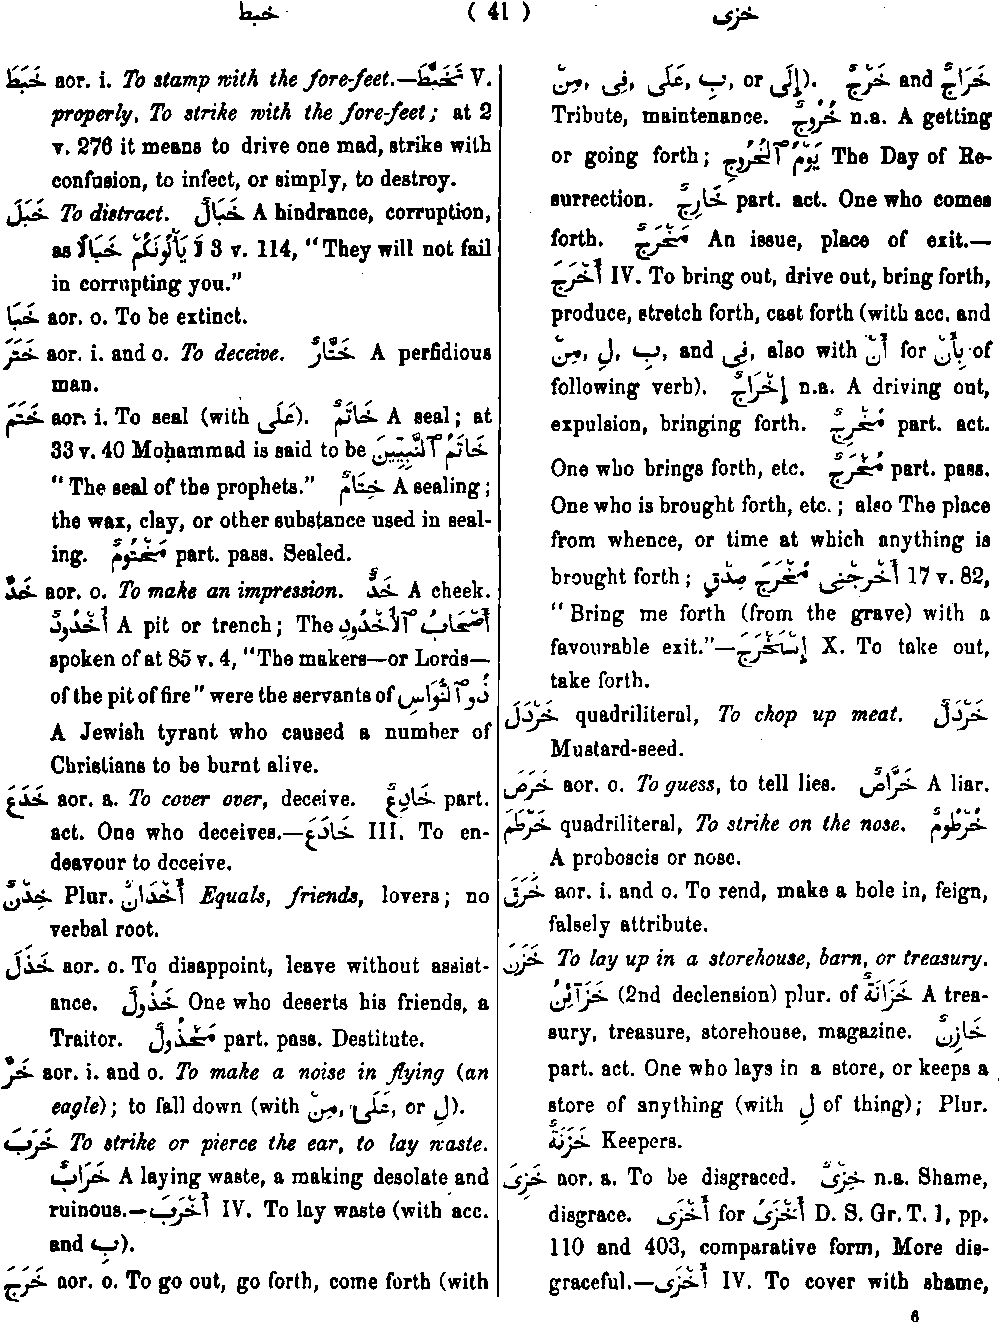 خبط ( 41 ) خزى
خَبَطَ aor. i. To stamp with the fore-feet.—تَخَبَّطَ V.
properly, To strike with the fore-feet; at 2
v. 276 it means to drive one mad, strike with
confusion, to infect, or simply, to destroy.
خَبَلَ To distract. خَبَالٌ A hindrance, corruption,
as لَا يَأْلُونَكُمْ خَبَالًا 3 v. 114, "They will not fail
in corrupting you."
خَبَا aor. o. To be extinct.
خَتَرَ aor. i. and o. To deceive. خَتَّارٌ A perfidious
man.
خَتَمَ aor. i. To seal (with عَلَى). خَاتَمٌ A seal; at
33 v. 40 Moḥammad is said to be خَاتَمُ ٱلنَّبِيِّينَ
"The seal of the prophets." خِتَامٌ A sealing;
the wax, clay, or other substance used in seal-
ing. مَخْتُومٌ part. pass. Sealed.
خَدَّ aor. o. To make an impression. خَدٌّ A cheek.
أُخْدُودٌ A pit or trench; The أَصْحَابُ ٱلْأُخْدُودِ
spoken of at 85 v. 4, "The makers—or Lords—
of the pit of fire" were the servants of ذُو ٱلنُّوَاسِ
A Jewish tyrant who caused a number of
Christians to be burnt alive.
خَدَعَ aor. a. To cover over, deceive. خَادِعٌ part.
act. One who deceives.—خَادَعَ III. To en-
deavour to deceive.
خِدْنٌ Plur. أَخْدَانٌ Equals, friends, lovers; no
verbal root.
خَذَلَ aor. o. To disappoint, leave without assist-
ance. خَذُولٌ One who deserts his friends, a
Traitor. مَخْذُولٌ part. pass. Destitute.
خَرَّ aor. i. and o. To make a noise in flying (an
eagle); to fall down (with مِنْ, عَلَى, or لِ).
خَرَبَ To strike or pierce the ear, to lay waste.
خَرَابٌ A laying waste, a making desolate and
ruinous.—أَخْرَبَ IV. To lay waste (with acc.
and بِ).
خَرَجَ aor. o. To go out, go forth, come forth (with
مِنْ, فِى, عَلَى, بِ, or إِلَى). خَرْجٌ and خَرَاجٌ
Tribute, maintenance. خُرُوجٌ n.a. A getting
or going forth; يَوْمُ ٱلْخُرُوجِ The Day of Re-
surrection. خَارِجٌ part. act. One who comes
forth. مَخْرَجٌ An issue, place of exit.—
أَخْرَجَ IV. To bring out, drive out, bring forth,
produce, stretch forth, cast forth (with acc. and
مِنْ, لِ, بِ, and فِى, also with أَنْ for بِأَنْ of
following verb). إِخْرَاجٌ n.a. A driving out,
expulsion, bringing forth. مُخْرِجٌ part. act.
One who brings forth, etc. مُخْرَجٌ part. pass.
One who is brought forth, etc.; also The place
from whence, or time at which anything is
brought forth; أَخْرِجْنِى مُخْرَجَ صِدْقٍ 17 v. 82,
"Bring me forth (from the grave) with a
favourable exit."—إِسْتَخْرَجَ X. To take out,
take forth.
خَرْدَلَ quadriliteral, To chop up meat. خَرْدَلٌ
Mustard-seed.
خَرَصَ aor. o. To guess, to tell lies. خَرَّاصٌ A liar.
خَرْطَمَ quadriliteral, To strike on the nose. خُرْطُومٌ
A proboscis or nose.
خَرَقَ aor. i. and o. To rend, make a hole in, feign,
falsely attribute.
خَزَنَ To lay up in a storehouse, barn, or treasury.
خَزَآئِنُ (2nd declension) plur. of خَزَانَةٌ A trea-
sury, treasure, storehouse, magazine. خَازِنٌ
part. act. One who lays in a store, or keeps a
store of anything (with لِ of thing); Plur.
خَزَنَةٌ Keepers.
خَزِىَ aor. a. To be disgraced. خِزْىٌ n.a. Shame,
disgrace. أَخْزَى for أَخْزَىُ D. S. Gr. T. 1, pp.
110 and 403, comparative form, More dis-
graceful.—أَخْزَى IV. To cover with shame,
6